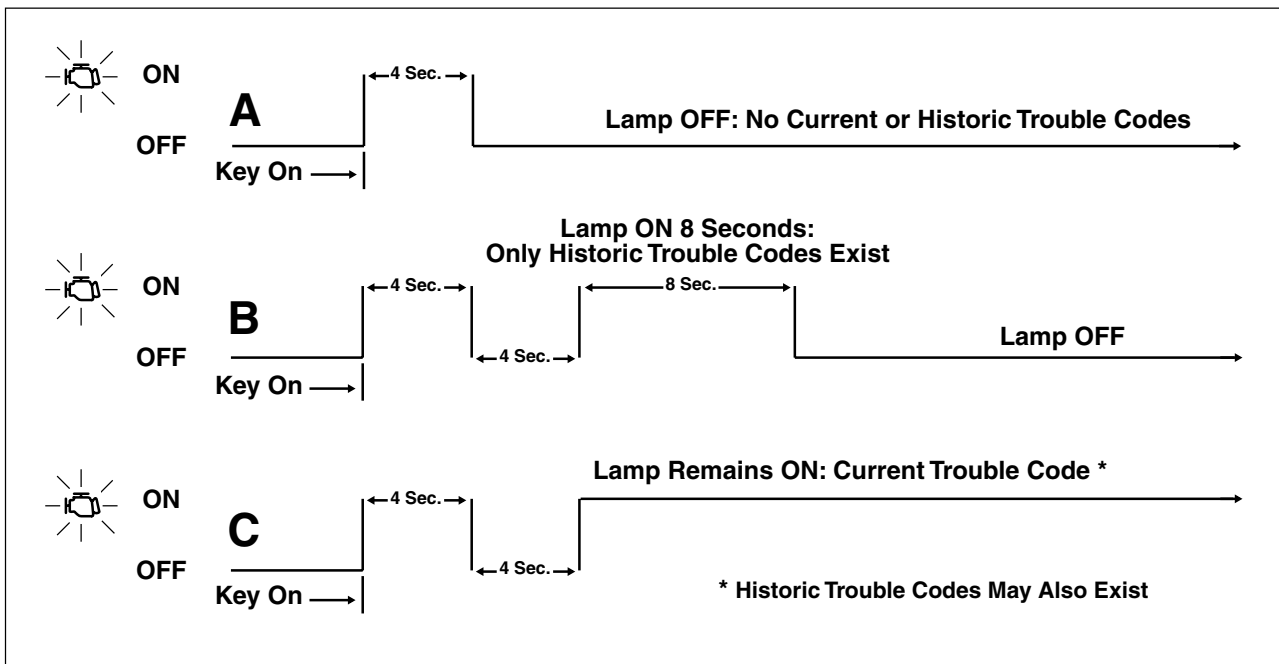 ON
4 Sec.
A
Lamp OFF: No Current or Historic Trouble Codes
OFF
Key On
Lamp ON 8 Seconds:
Only Historic Trouble Codes Exist
ON
4 Sec.
8 Sec.
B
Lamp OFF
OFF
4 Sec.
Key On
Lamp Remains ON: Current Trouble Code *
ON
4 Sec.
C
OFF
4 Sec.
* Historic Trouble Codes May Also Exist
Key On